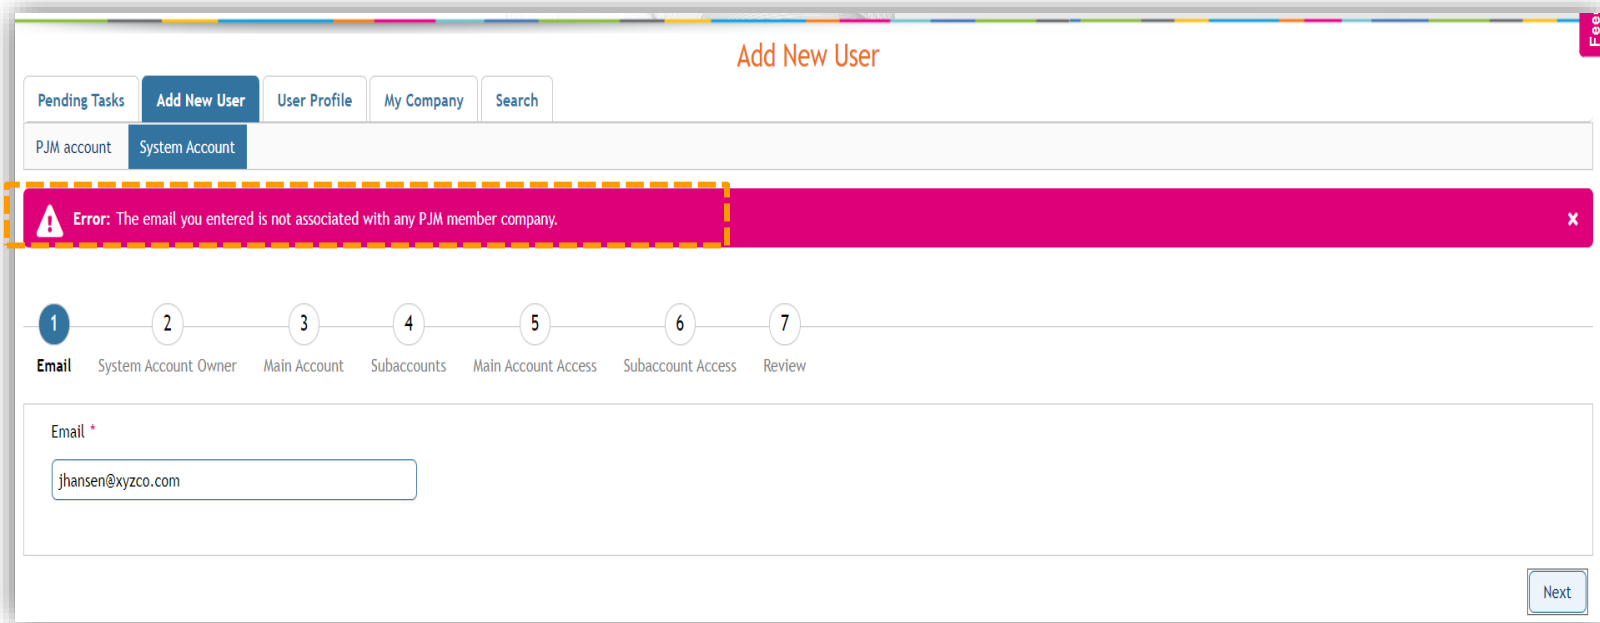 Fee
Add New User
Pending Tasks Add New User User Profile My Company Search
PJM account System Account
Error: The email you entered is not associated with any PJM member company. x
1 2 3 4 5 6 7
Email System Account Owner Main Account Subaccounts Main Account Access Subaccount Access Review
Email *
jhansen@xyzco.com
Next